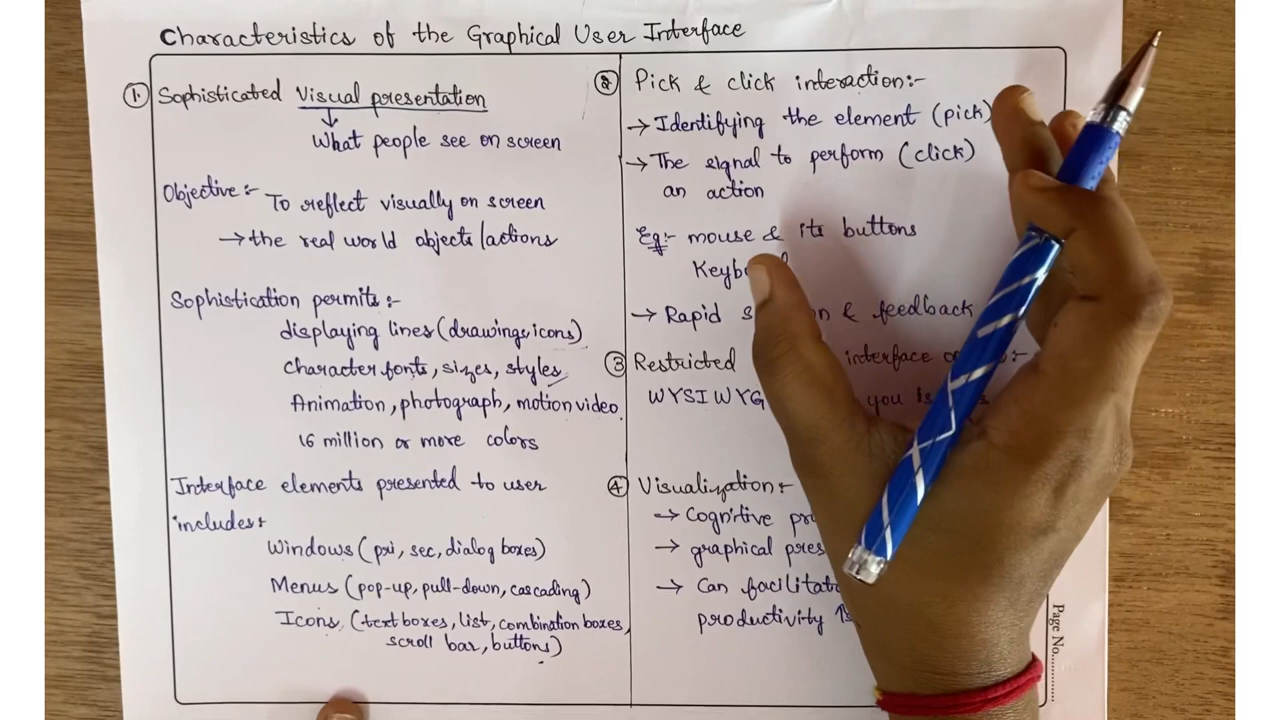 Characteristics of the Graphical User Interface
① Sophisticated Visual presentation
↓
What people see on screen
Objective:- To reflect visually on screen
→ the real world objects/actions
Sophistication permits:-
displaying lines (drawings, icons)
Character fonts, sizes, styles
Animation, photograph, motion video
16 million or more colors
Interface elements presented to user
includes:-
Windows (pri, sec, dialog boxes)
Menus (pop-up, pull-down, cascading)
Icons (text boxes, list, combination boxes,
scroll bar, buttons)
② Pick & click interaction:-
→ Identifying the element (pick)
→ The signal to perform (click)
an action
Eg:- mouse & its buttons
→ Rapid & feedback
③ Restricted interface
WYSIWYG you
④ Visualization:-
→ Cognitive
→ graphical
→ Can
productivity ↑
Page No..............